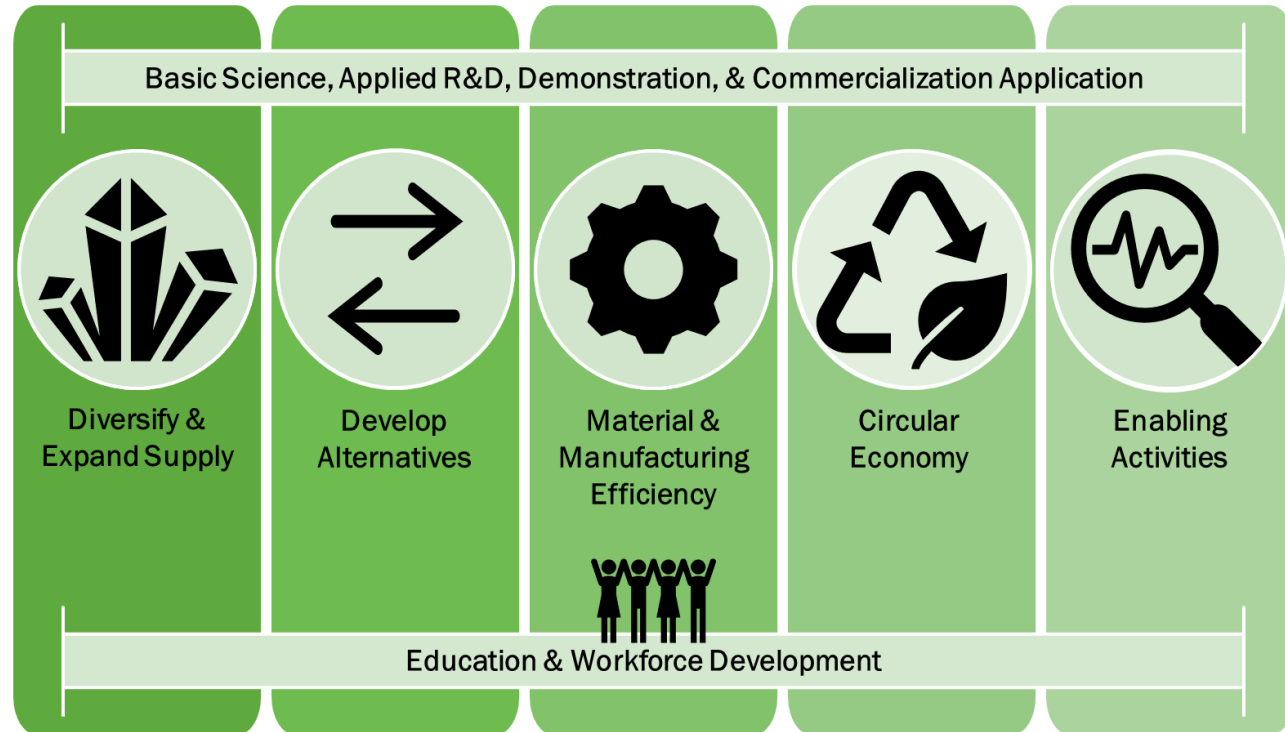 Basic Science, Applied R&D, Demonstration, & Commercialization Application
Diversify &
Expand Supply
Develop
Alternatives
Material &
Manufacturing
Efficiency
Circular
Economy
Enabling
Activities
Education & Workforce Development